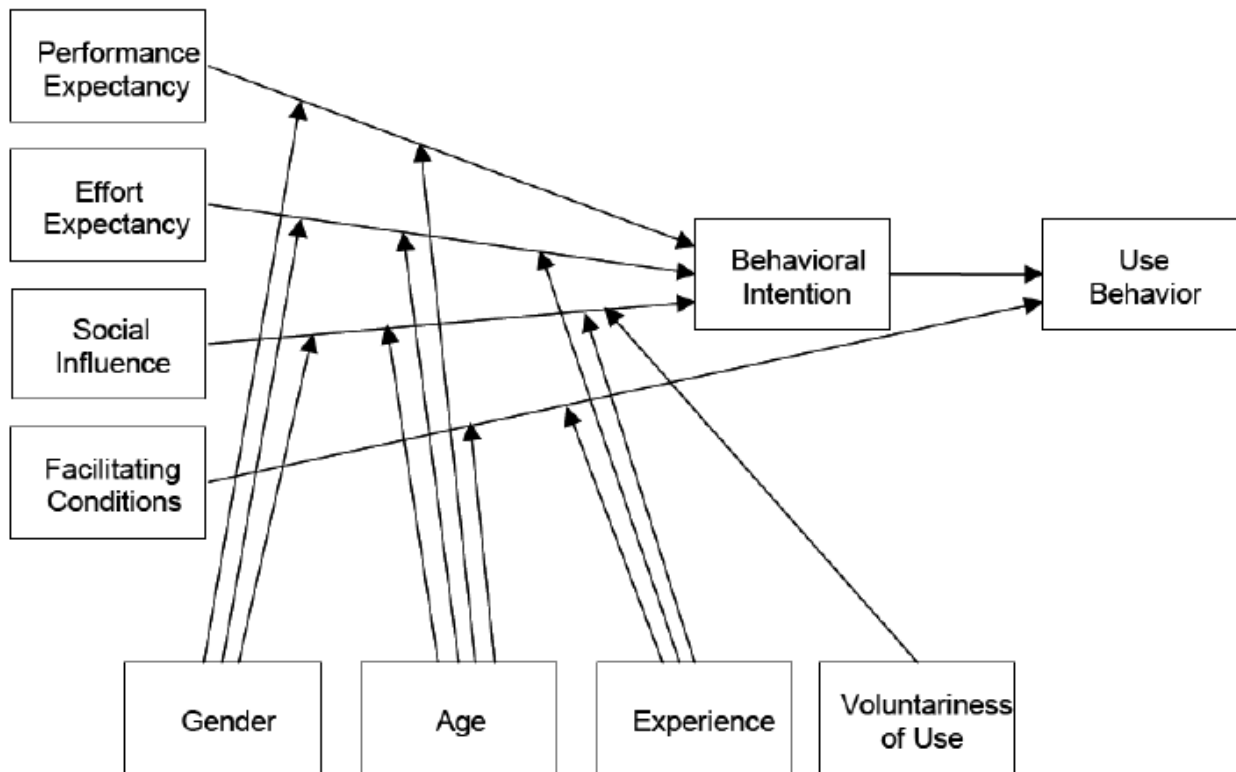 Performance
Expectancy
Effort
Expectancy
Social
Influence
Facilitating
Conditions
Behavioral
Intention
Use
Behavior
Gender
Age
Experience
Voluntariness
of Use